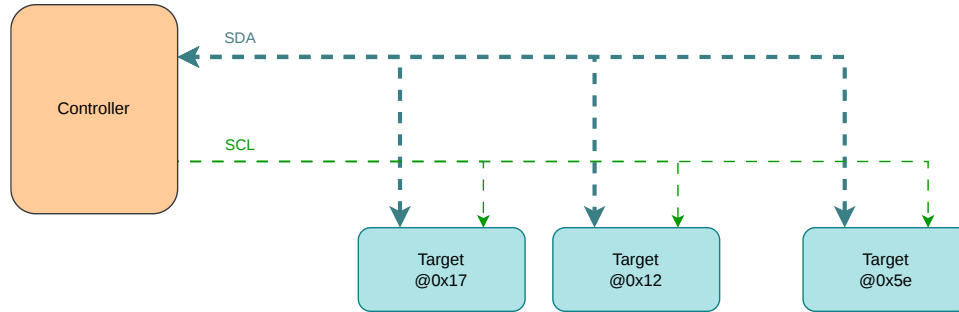 SDA
Controller
SCL
Target
@0x17
Target
@0x12
Target
@0x5e